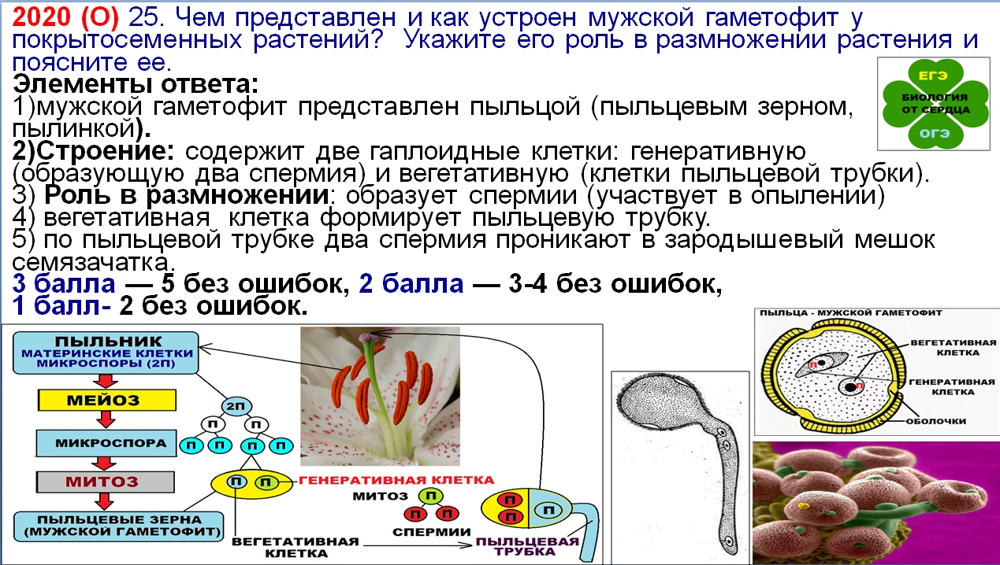 2020 (О) 25. Чем представлен и как устроен мужской гаметофит у
покрытосеменных растений?  Укажите его роль в размножении растения и
поясните ее.
Элементы ответа:
1)мужской гаметофит представлен пыльцой (пыльцевым зерном,
пылинкой).
2)Строение: содержит две гаплоидные клетки: генеративную
(образующую два спермия) и вегетативную (клетки пыльцевой трубки).
3) Роль в размножении: образует спермии (участвует в опылении)
4) вегетативная  клетка формирует пыльцевую трубку.
5) по пыльцевой трубке два спермия проникают в зародышевый мешок
семязачатка.
3 балла — 5 без ошибок, 2 балла — 3-4 без ошибок,
1 балл- 2 без ошибок.
ЕГЭ
БИОЛОГИЯ
ОТ СЕРДЦА
ОГЭ
ПЫЛЬНИК
МАТЕРИНСКИЕ КЛЕТКИ
МИКРОСПОРЫ (2П)
МЕЙОЗ
МИКРОСПОРА
МИТОЗ
ПЫЛЬЦЕВЫЕ ЗЕРНА
(МУЖСКОЙ ГАМЕТОФИТ)
2П
П П
П П П П
П П
ГЕНЕРАТИВНАЯ КЛЕТКА
МИТОЗ П
П П
СПЕРМИИ
П
П
П
ВЕГЕТАТИВНАЯ
КЛЕТКА
ПЫЛЬЦЕВАЯ
ТРУБКА
ПЫЛЬЦА - МУЖСКОЙ ГАМЕТОФИТ
ВЕГЕТАТИВНАЯ
КЛЕТКА
П
П
ГЕНЕРАТИВНАЯ
КЛЕТКА
ОБОЛОЧКИ